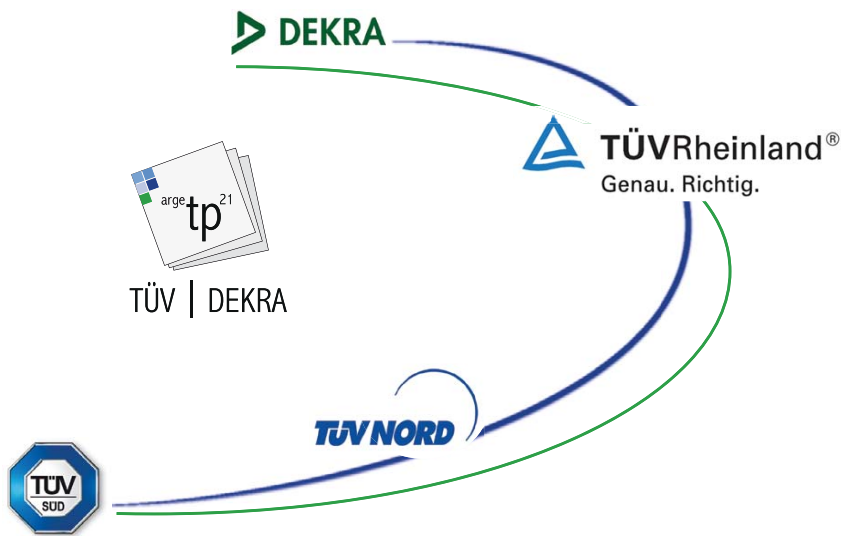 DEKRA
TÜVRheinland®
Genau. Richtig.
arge tp 21
TÜV | DEKRA
TÜV NORD
TÜV
SÜD